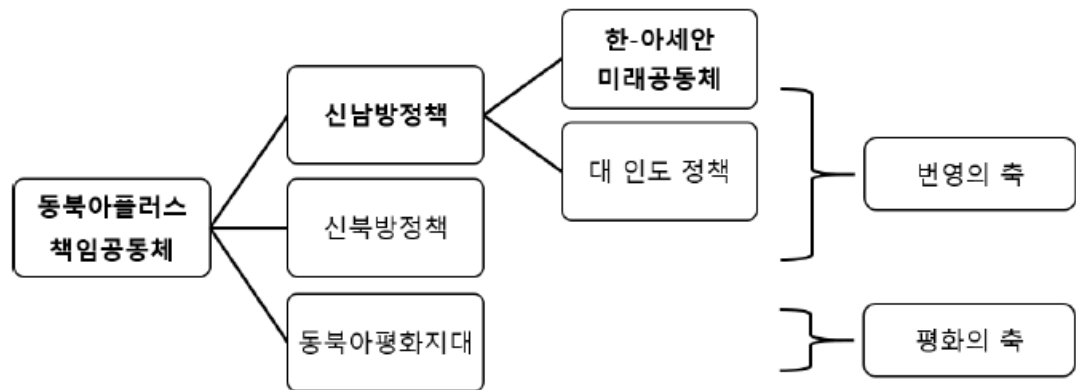 한-아세안
미래공동체
신남방정책
대 인도 정책
번영의 축
동북아플러스
책임공동체
신북방정책
동북아평화지대
평화의 축